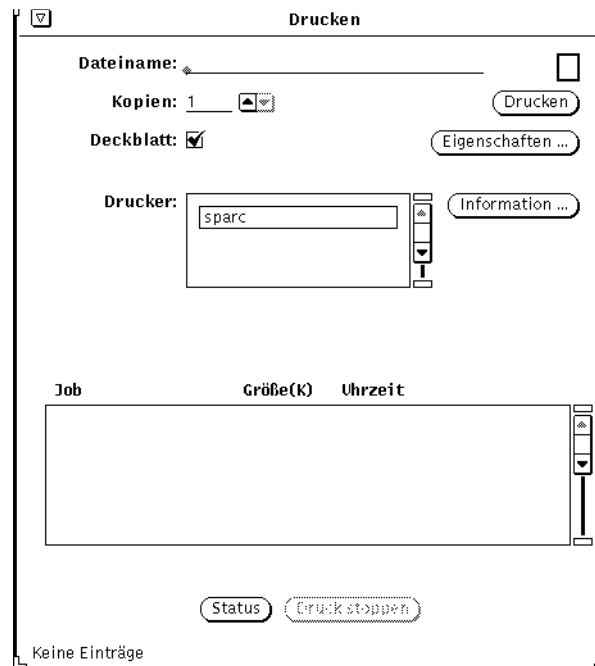 Drucken
Dateiname:
Kopien: 1
Drucken
Deckblatt:
Eigenschaften ...
Drucker:
sparc
Information ...
Job Größe(K) Uhrzeit
Status
Druck stoppen
Keine Einträge